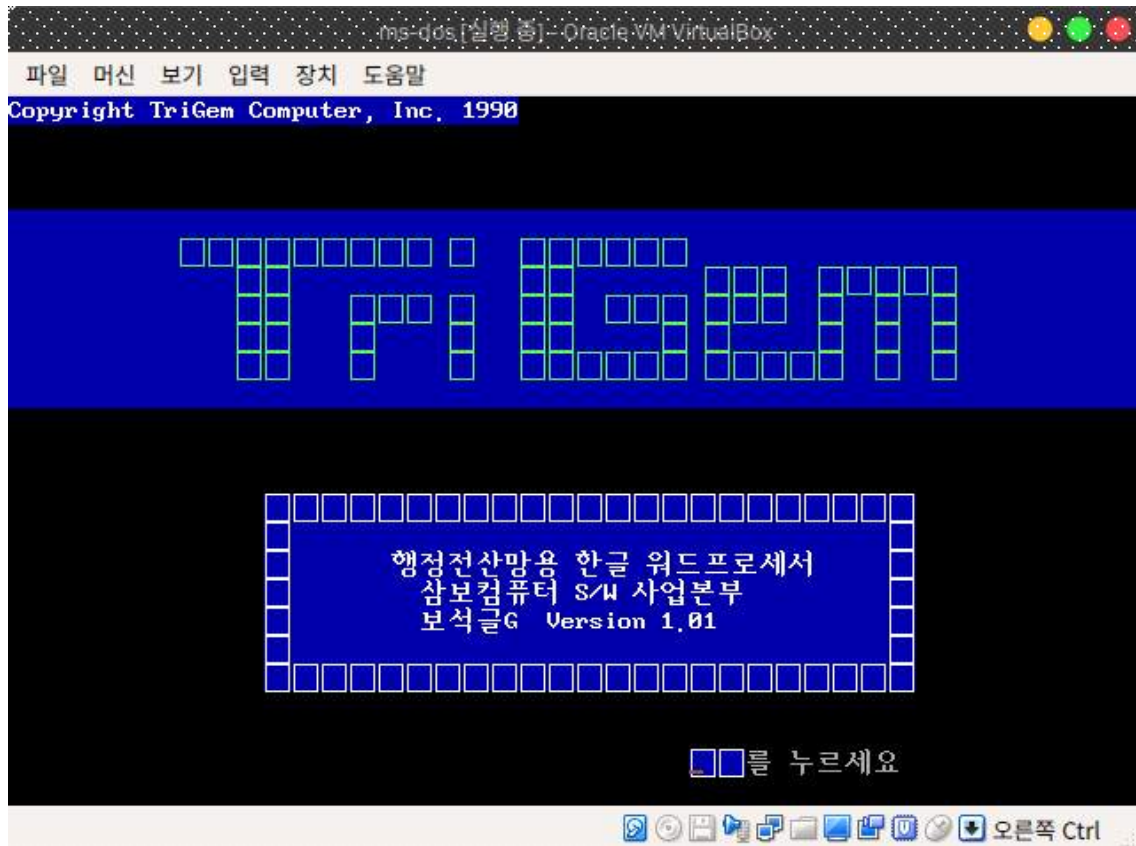 ms-dos [실행 중] - Oracle VM VirtualBox
파일 머신 보기 입력 장치 도움말
Copyright TriGem Computer, Inc. 1990
TriGem
행정전산망용 한글 워드프로세서
삼보컴퓨터 S/W 사업본부
보석글G Version 1.01
를 누르세요
오른쪽 Ctrl